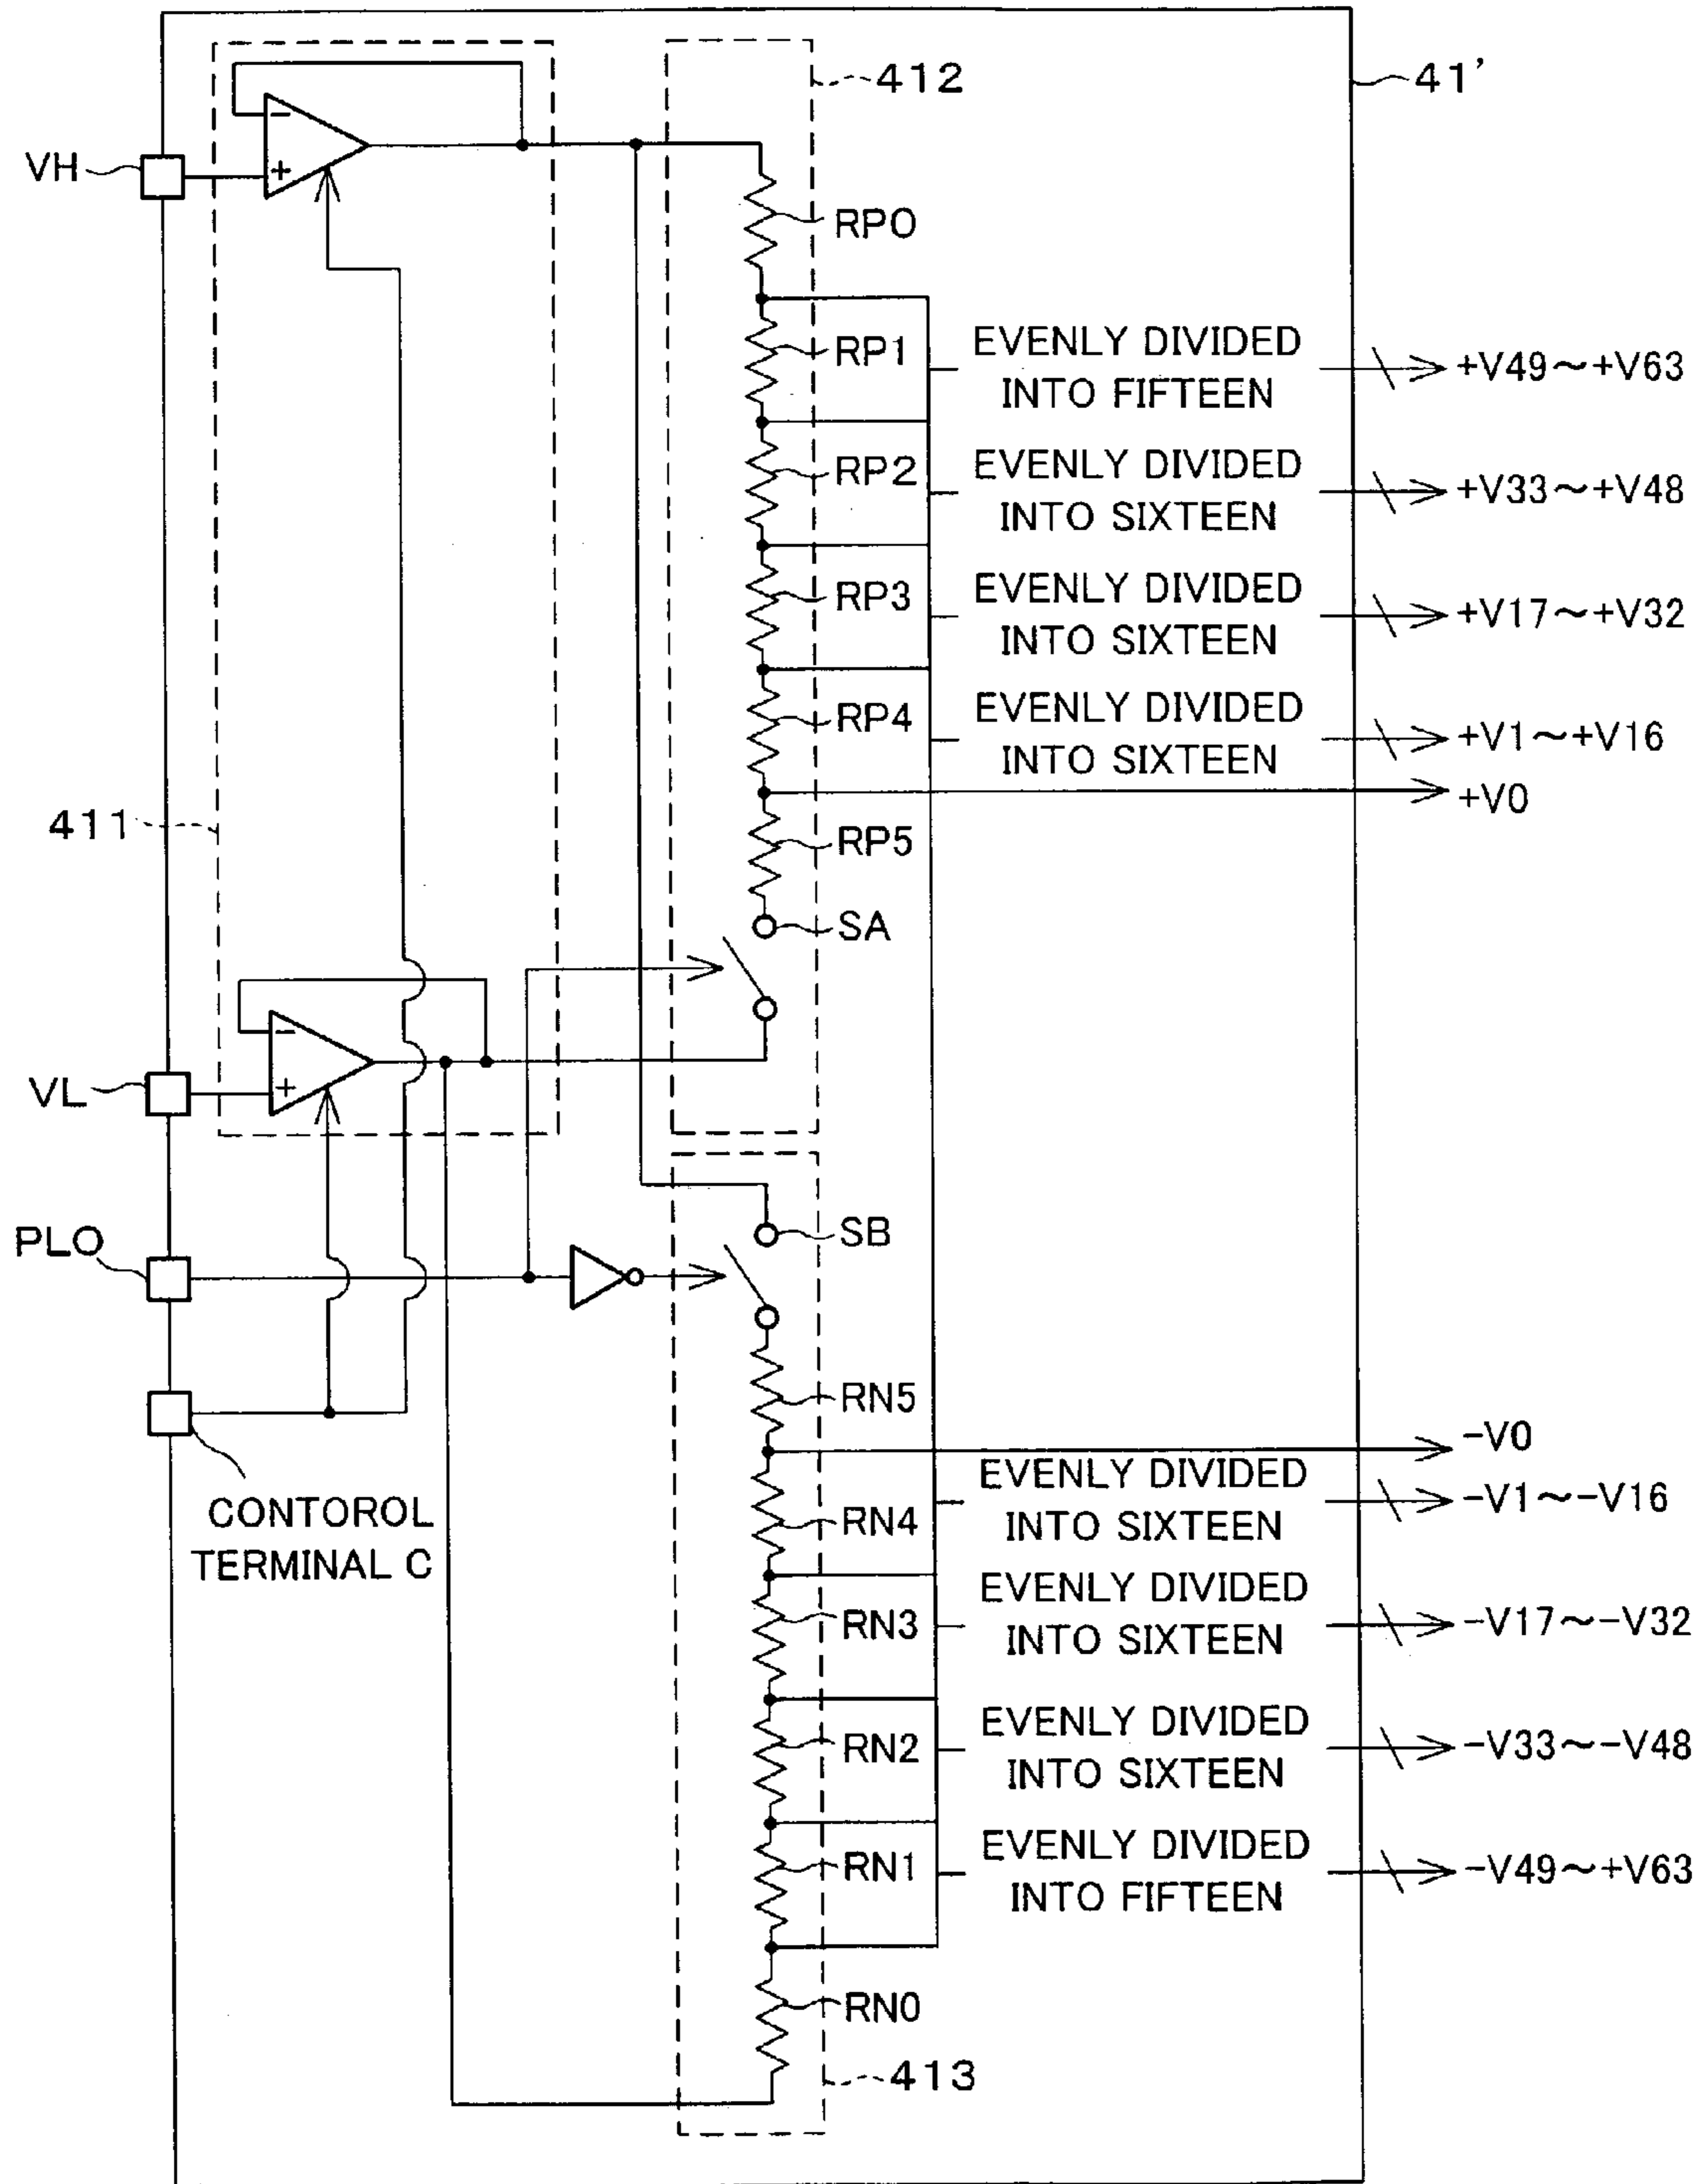 412
41'
VH
−
+
RP0
RP1
EVENLY DIVIDED
INTO FIFTEEN
+V49~+V63
RP2
EVENLY DIVIDED
INTO SIXTEEN
+V33~+V48
RP3
EVENLY DIVIDED
INTO SIXTEEN
+V17~+V32
RP4
EVENLY DIVIDED
INTO SIXTEEN
+V1~+V16
+V0
411
RP5
SA
−
+
VL
PLO
SB
RN5
−V0
CONTOROL
TERMINAL C
RN4
EVENLY DIVIDED
INTO SIXTEEN
−V1~−V16
RN3
EVENLY DIVIDED
INTO SIXTEEN
−V17~−V32
RN2
EVENLY DIVIDED
INTO SIXTEEN
−V33~−V48
RN1
EVENLY DIVIDED
INTO FIFTEEN
−V49~+V63
RN0
413